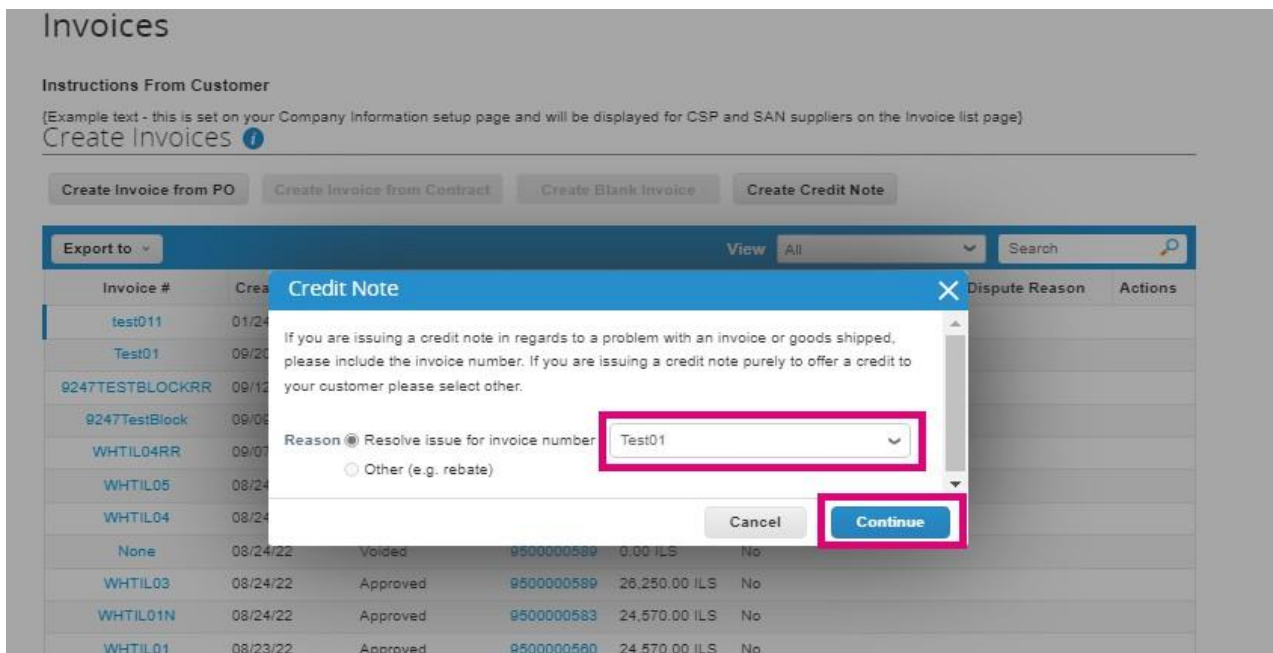 Invoices
Instructions From Customer
{Example text - this is set on your Company Information setup page and will be displayed for CSP and SAN suppliers on the Invoice list page}
Create Invoices
Create Invoice from PO Create Invoice from Contract Create Blank Invoice Create Credit Note
Export to View All Search
Invoice # Crea Dispute Reason Actions
Credit Note
test011 01/24
If you are issuing a credit note in regards to a problem with an invoice or goods shipped,
Test01 09/20
please include the invoice number. If you are issuing a credit note purely to offer a credit to
9247TESTBLOCKRR 09/12
your customer please select other.
9247TestBlock 09/09
Reason Resolve issue for invoice number Test01
WHTIL04RR 09/07
Other (e.g. rebate)
WHTIL05 08/24
WHTIL04 08/24
Cancel Continue
None 08/24/22 Voided 9500000589 0.00 ILS No
WHTIL03 08/24/22 Approved 9500000589 26,250.00 ILS No
WHTIL01N 08/24/22 Approved 9500000583 24,570.00 ILS No
WHTIL01 08/23/22 Approved 9500000560 24,570.00 ILS No